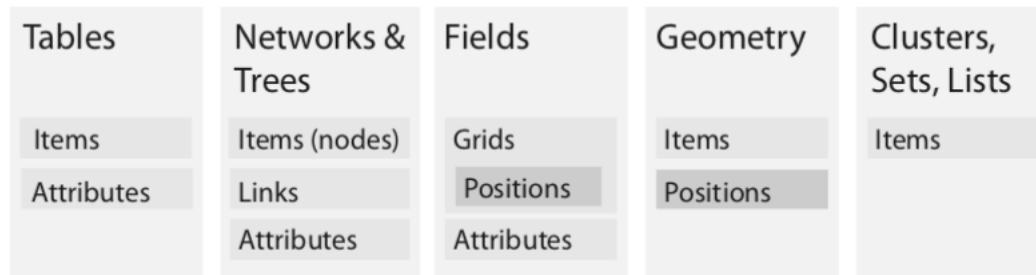 Tables
Items
Attributes
Networks &
Trees
Items (nodes)
Links
Attributes
Fields
Grids
Positions
Attributes
Geometry
Items
Positions
Clusters,
Sets, Lists
Items